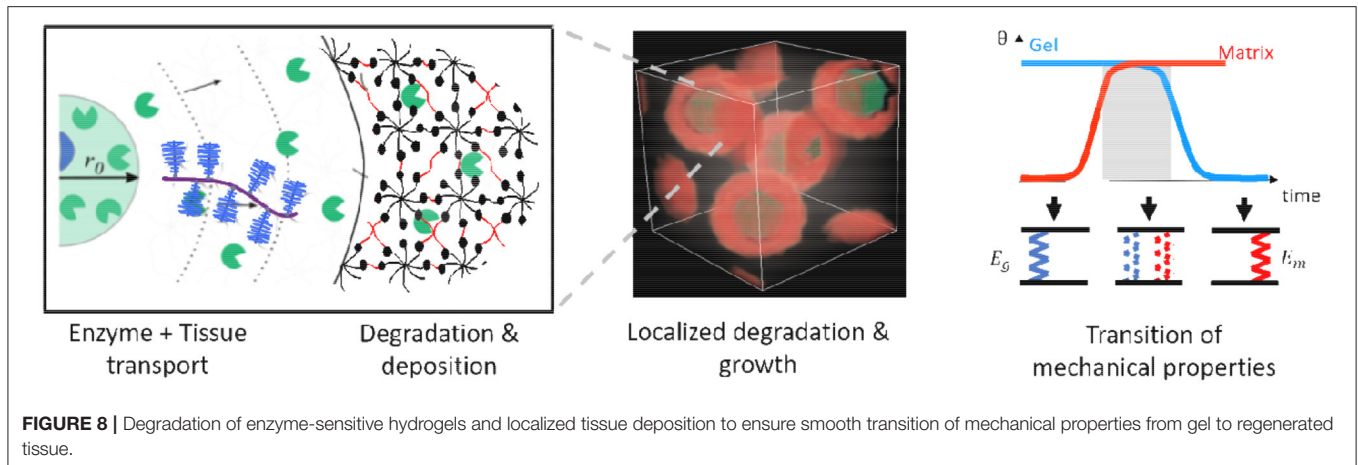 r0
Enzyme + Tissue
transport
Degradation &
deposition
Localized degradation &
growth
θ
Gel
Matrix
time
Eg
Em
Transition of
mechanical properties
FIGURE 8 | Degradation of enzyme-sensitive hydrogels and localized tissue deposition to ensure smooth transition of mechanical properties from gel to regenerated
tissue.